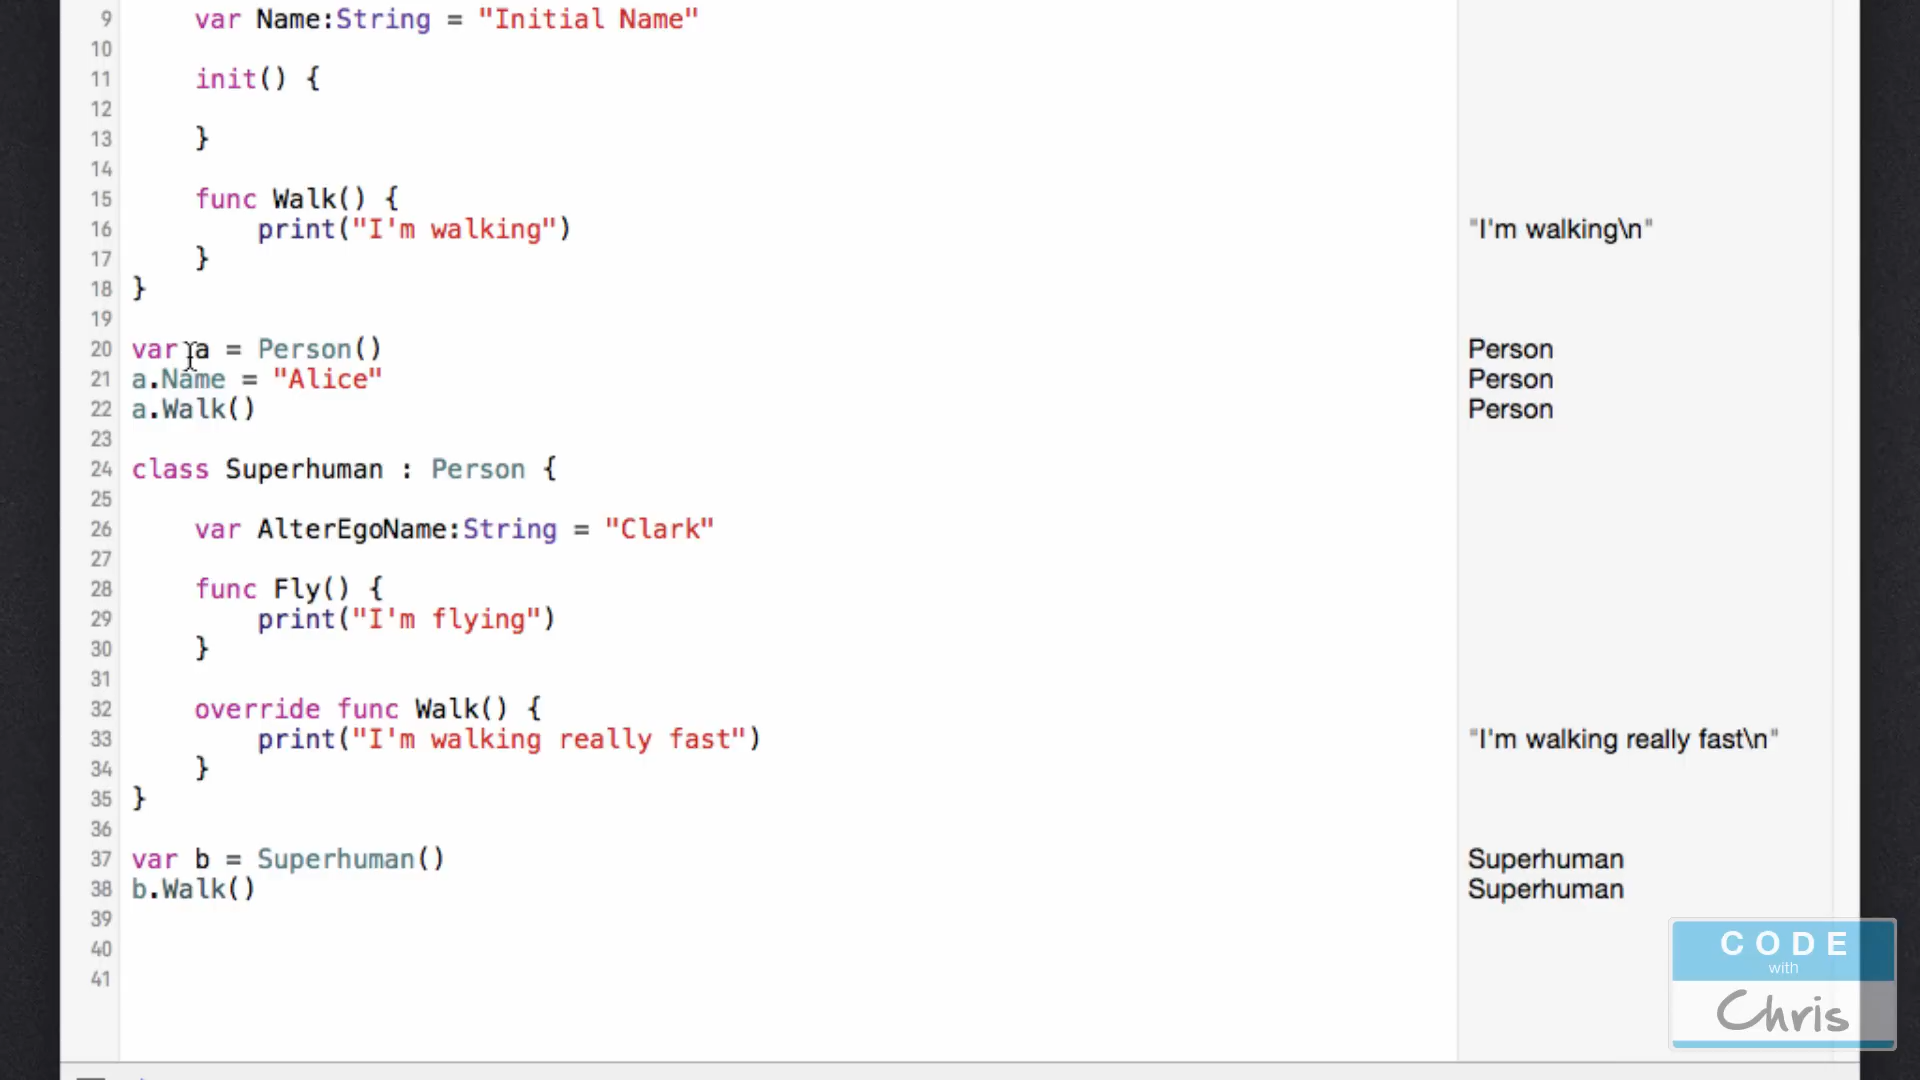 9 var Name:String = "Initial Name"
10
11 init() {
12
13 }
14
15 func Walk() {
16 print("I'm walking") "I'm walking\n"
17 }
18 }
19
20 var a = Person() Person
21 a.Name = "Alice" Person
22 a.Walk() Person
23
24 class Superhuman : Person {
25
26 var AlterEgoName:String = "Clark"
27
28 func Fly() {
29 print("I'm flying")
30 }
31
32 override func Walk() {
33 print("I'm walking really fast") "I'm walking really fast\n"
34 }
35 }
36
37 var b = Superhuman() Superhuman
38 b.Walk() Superhuman
39
40
41
CODE
with
Chris